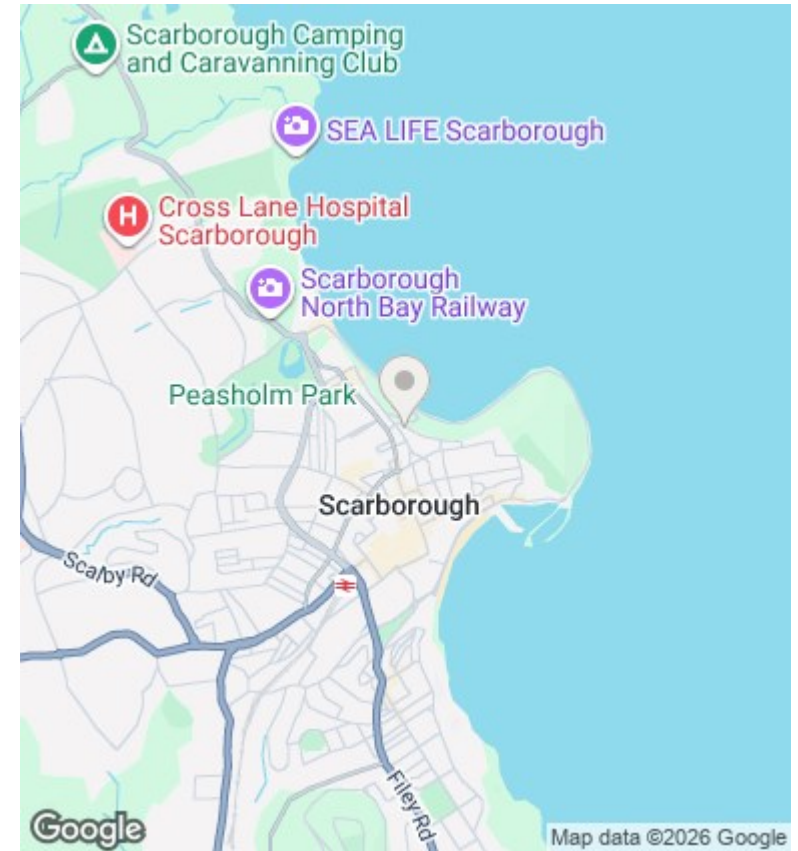 Scarborough Camping
and Caravanning Club
SEA LIFE Scarborough
H
Cross Lane Hospital
Scarborough
Scarborough
North Bay Railway
Peasholm Park
Scarborough
Scalby Rd
Filey Rd
Google
Map data ©2026 Google